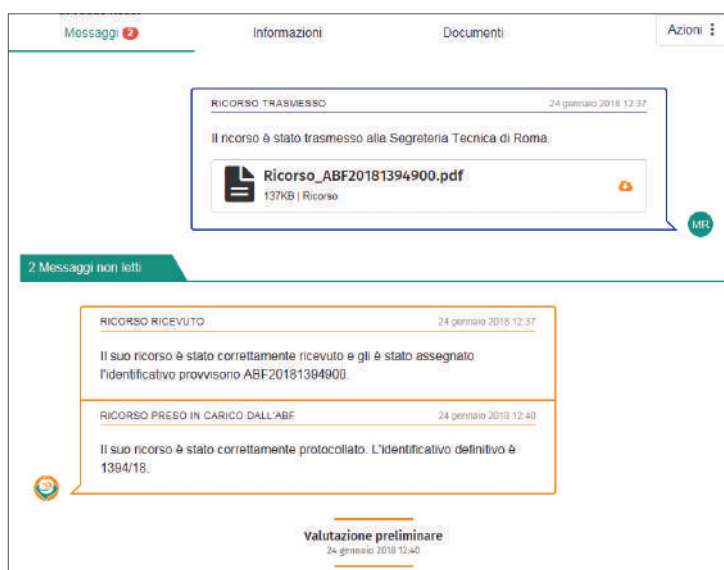 Messaggi 2 Informazioni Documenti Azioni
RICORSO TRASMESSO 24 gennaio 2018 12:37
Il ricorso è stato trasmesso alla Segreteria Tecnica di Roma.
Ricorso_ABF20181394900.pdf
137KB | Ricorso
MR
2 Messaggi non letti
RICORSO RICEVUTO 24 gennaio 2018 12:37
Il suo ricorso è stato correttamente ricevuto e gli è stato assegnato
l'identificativo provvisorio ABF20181394900.
RICORSO PRESO IN CARICO DALL'ABF 24 gennaio 2018 12:40
Il suo ricorso è stato correttamente protocollato. L'identificativo definitivo è
1394/18.
Valutazione preliminare
24 gennaio 2018 12:40